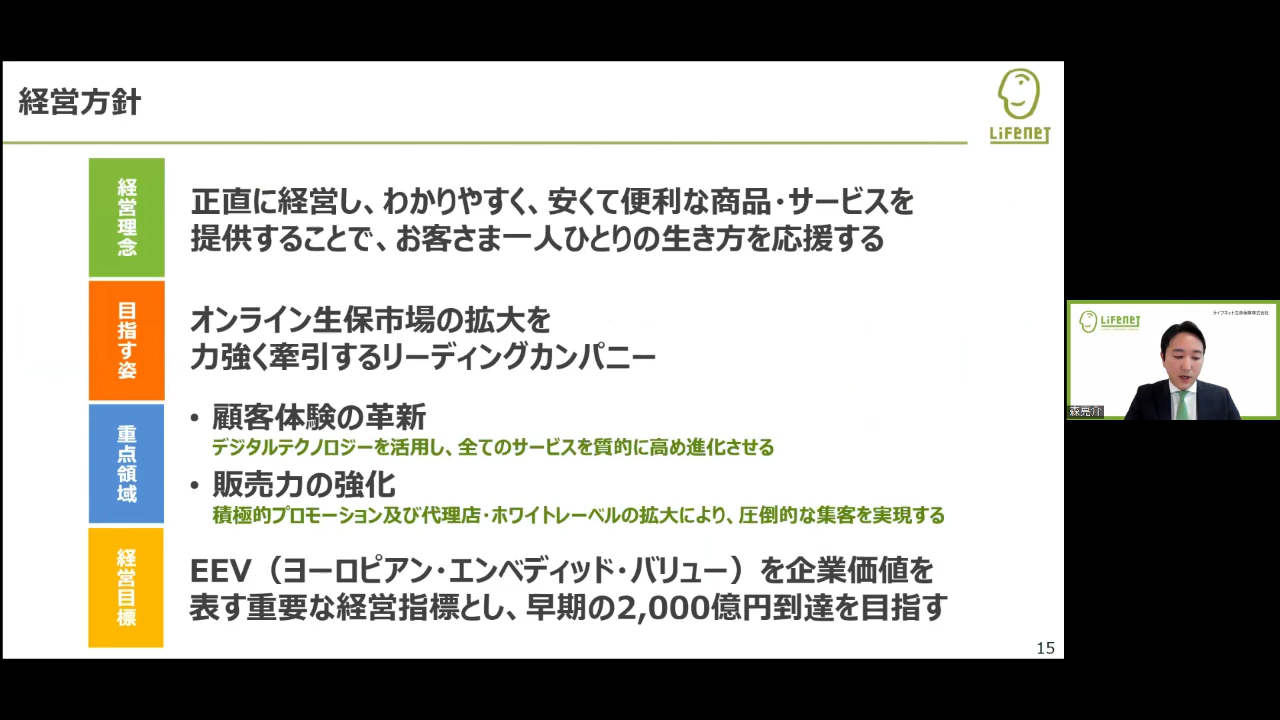 経営方針
LIFENET
経営理念
正直に経営し、わかりやすく、安くて便利な商品・サービスを
提供することで、お客さま一人ひとりの生き方を応援する
目指す姿
オンライン生保市場の拡大を
力強く牽引するリーディングカンパニー
重点領域
・ 顧客体験の革新
デジタルテクノロジーを活用し、全てのサービスを質的に高め進化させる
・ 販売力の強化
積極的プロモーション及び代理店・ホワイトレーベルの拡大により、圧倒的な集客を実現する
経営目標
EEV（ヨーロピアン・エンベディッド・バリュー）を企業価値を
表す重要な経営指標とし、早期の2,000億円到達を目指す
15
LIFENET
ライフネット生命保険株式会社
森亮介